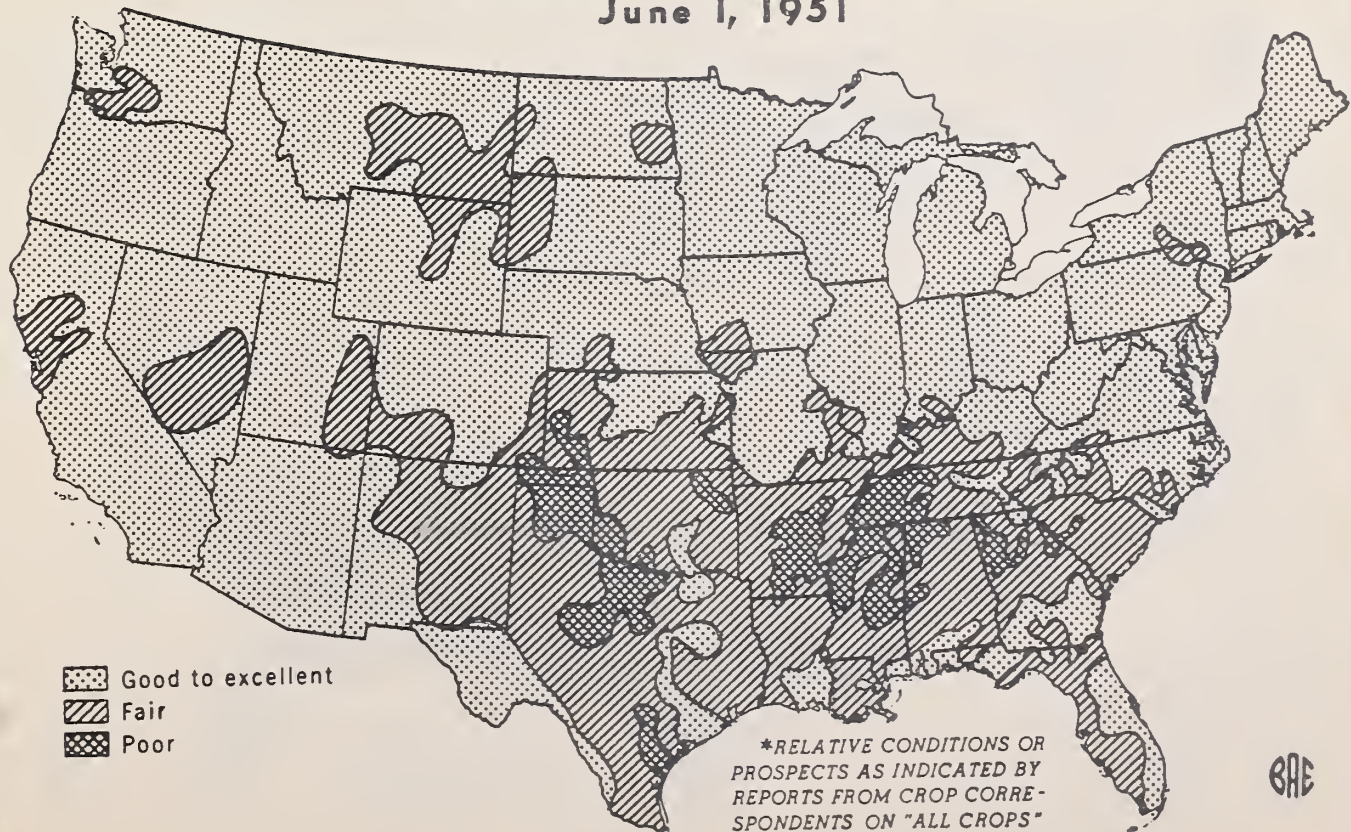 June 1, 1951
Good to excellent
Fair
Poor
*RELATIVE CONDITIONS OR
PROSPECTS AS INDICATED BY
REPORTS FROM CROP CORRE-
SPONDENTS ON "ALL CROPS"
BAE